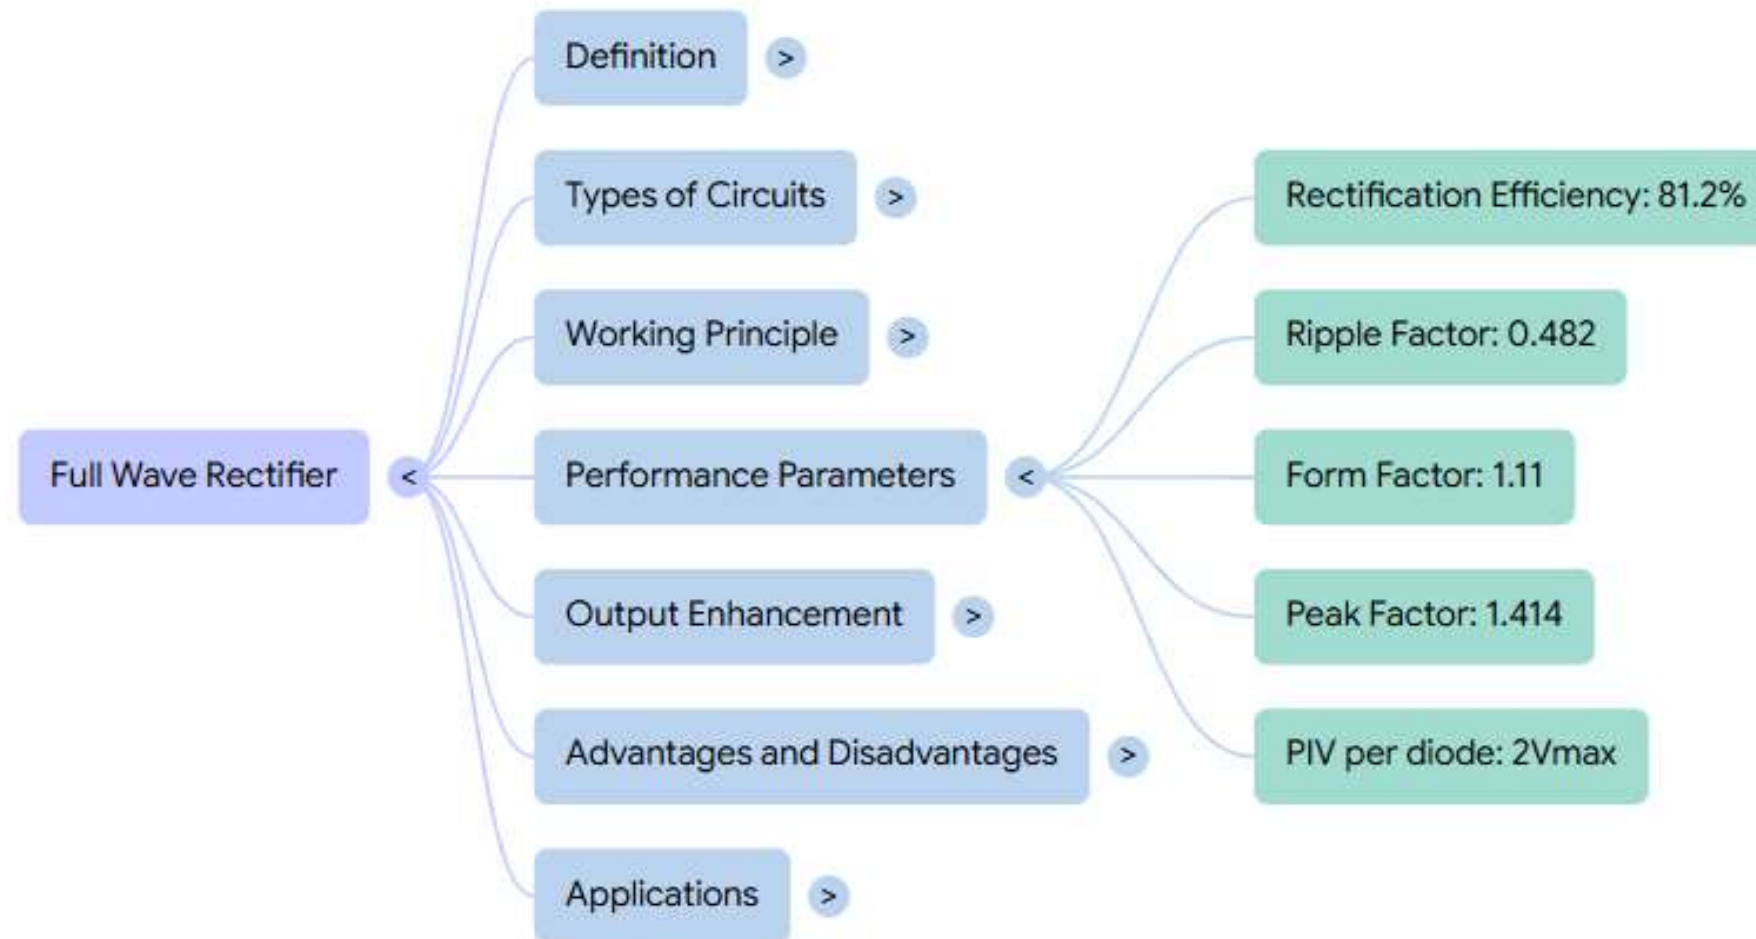 Full Wave Rectifier
<
Definition
>
Types of Circuits
>
Working Principle
>
Performance Parameters
<
Output Enhancement
>
Advantages and Disadvantages
>
Applications
>
Rectification Efficiency: 81.2%
Ripple Factor: 0.482
Form Factor: 1.11
Peak Factor: 1.414
PIV per diode: 2Vmax